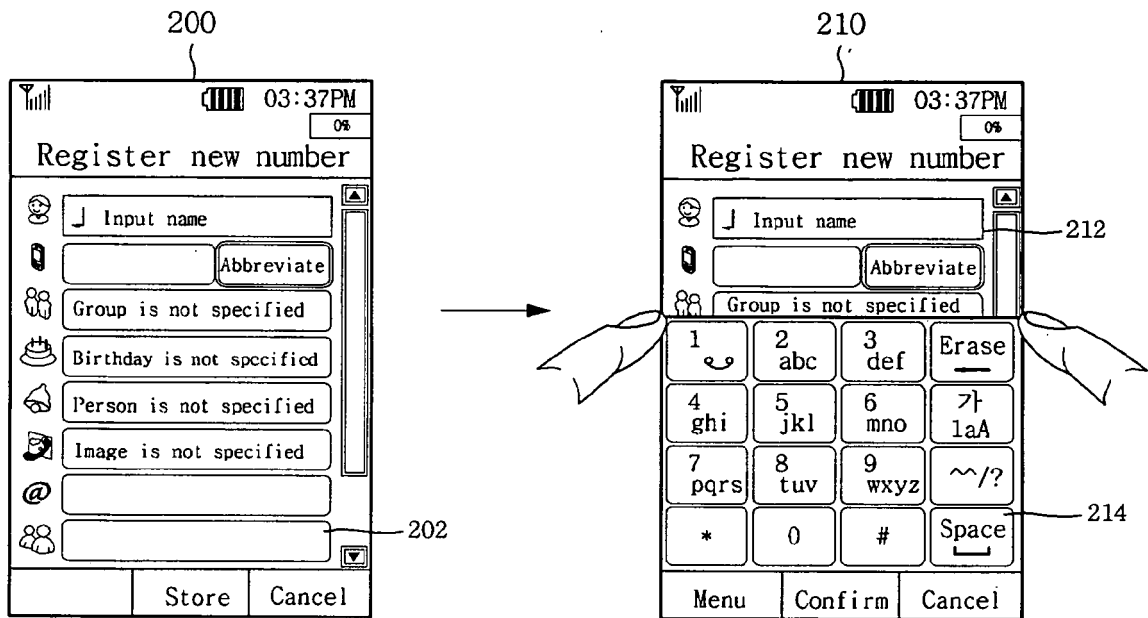 200
03:37PM
0%
Register new number
Input name
Abbreviate
Group is not specified
Birthday is not specified
Person is not specified
Image is not specified
@
202
Store Cancel
210
03:37PM
0%
Register new number
Input name
212
Abbreviate
Group is not specified
1 2 abc 3 def Erase
4 ghi 5 jkl 6 mno 가 1aA
7 pqrs 8 tuv 9 wxyz ^^/?
* 0 # Space
214
Menu Confirm Cancel